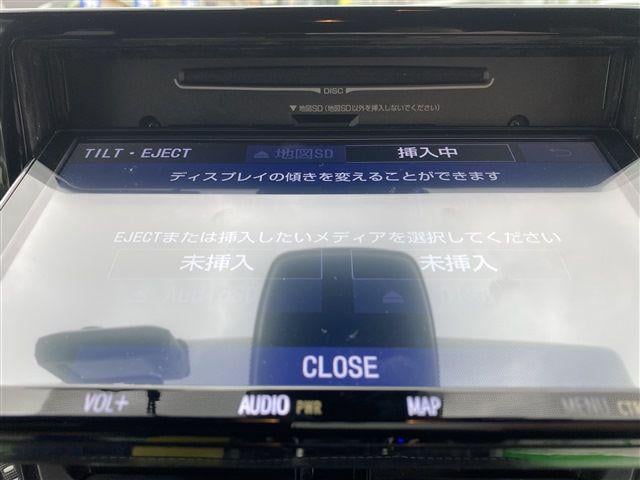 DISC
▼地図SD(地図SD以外を挿入しないでください)
TILT・EJECT ⏏地図SD 挿入中
ディスプレイの傾きを変えることができます
EJECTまたは挿入したいメディアを選択してください
未挿入 未挿入
CLOSE
VOL+ AUDIO PWR MAP MENU